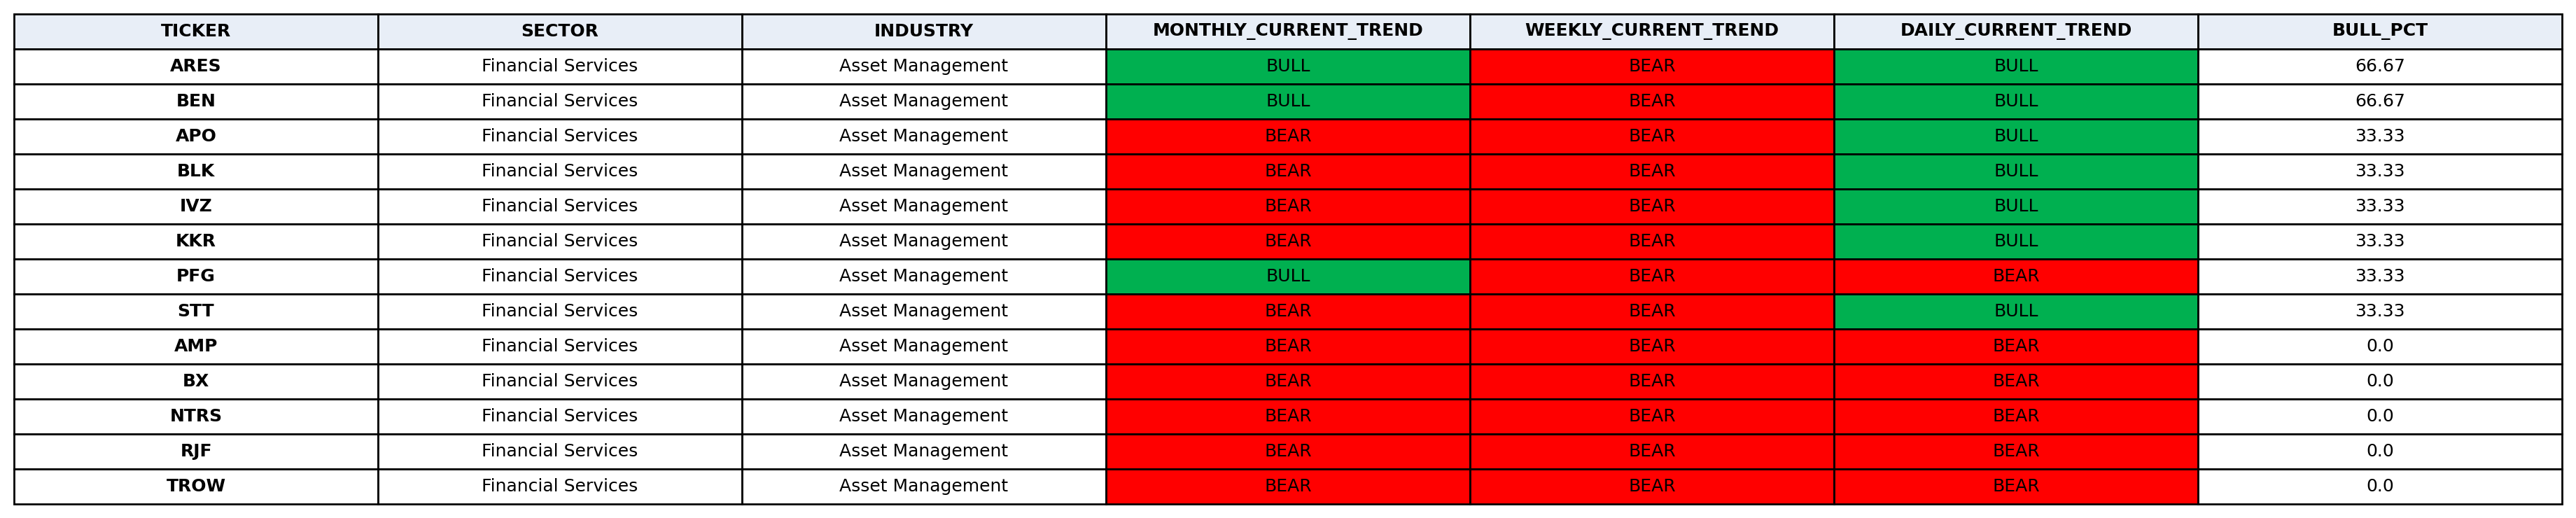 TICKER SECTOR INDUSTRY MONTHLY_CURRENT_TREND WEEKLY_CURRENT_TREND DAILY_CURRENT_TREND BULL_PCT
ARES Financial Services Asset Management BULL BEAR BULL 66.67
BEN Financial Services Asset Management BULL BEAR BULL 66.67
APO Financial Services Asset Management BEAR BEAR BULL 33.33
BLK Financial Services Asset Management BEAR BEAR BULL 33.33
IVZ Financial Services Asset Management BEAR BEAR BULL 33.33
KKR Financial Services Asset Management BEAR BEAR BULL 33.33
PFG Financial Services Asset Management BULL BEAR BEAR 33.33
STT Financial Services Asset Management BEAR BEAR BULL 33.33
AMP Financial Services Asset Management BEAR BEAR BEAR 0.0
BX Financial Services Asset Management BEAR BEAR BEAR 0.0
NTRS Financial Services Asset Management BEAR BEAR BEAR 0.0
RJF Financial Services Asset Management BEAR BEAR BEAR 0.0
TROW Financial Services Asset Management BEAR BEAR BEAR 0.0